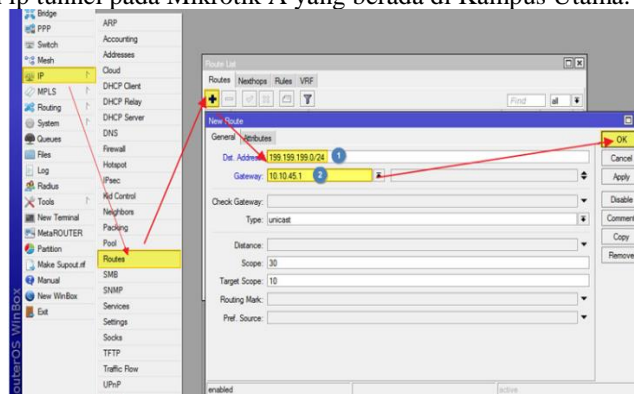 ip tunnel pada Mikrotik A yang berada di Kampus Utama.
Bridge
PPP
Switch
Mesh
IP
MPLS
Routing
System
Queues
Files
Log
Radius
Tools
New Terminal
MetaROUTER
Partition
Make Supout.rif
Manual
New WinBox
Exit
RouterOS WinBox
ARP
Accounting
Addresses
Cloud
DHCP Client
DHCP Relay
DHCP Server
DNS
Firewall
Hotspot
IPsec
Kid Control
Neighbors
Packing
Pool
Routes
SMB
SNMP
Services
Settings
Socks
TFTP
Traffic Flow
UPnP
Route List
Routes Nexthops Rules VRF
Find all
New Route
General Attributes
Dst. Address: 199.199.199.0/24 1
Gateway: 10.10.45.1 2
Check Gateway:
Type: unicast
Distance:
Scope: 30
Target Scope: 10
Routing Mark:
Pref. Source:
OK
Cancel
Apply
Disable
Comment
Copy
Remove
enabled active